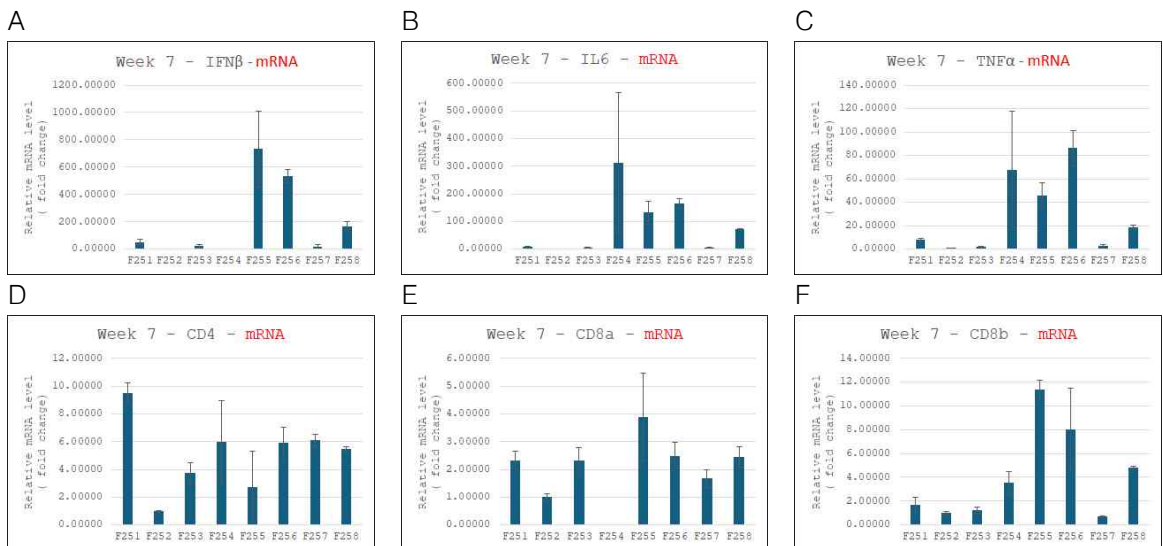 A
Week 7 - IFNβ - mRNA
Relative mRNA level
( fold change)
1200.00000
1000.00000
800.00000
600.00000
400.00000
200.00000
0.00000
F251 F252 F253 F254 F255 F256 F257 F258
B
Week 7 - IL6 - mRNA
Relative mRNA level
( fold change)
600.00000
500.00000
400.00000
300.00000
200.00000
100.00000
0.00000
F251 F252 F253 F254 F255 F256 F257 F258
C
Week 7 - TNFα - mRNA
Relative mRNA level
( fold change)
140.00000
120.00000
100.00000
80.00000
60.00000
40.00000
20.00000
0.00000
F251 F252 F253 F254 F255 F256 F257 F258
D
Week 7 - CD4 - mRNA
Relative mRNA level
( fold change)
12.00000
10.00000
8.00000
6.00000
4.00000
2.00000
0.00000
F251 F252 F253 F254 F255 F256 F257 F258
E
Week 7 - CD8a - mRNA
Relative mRNA level
( fold change)
6.00000
5.00000
4.00000
3.00000
2.00000
1.00000
0.00000
F251 F252 F253 F254 F255 F256 F257 F258
F
Week 7 - CD8b - mRNA
Relative mRNA level
( fold change)
14.00000
12.00000
10.00000
8.00000
6.00000
4.00000
2.00000
0.00000
F251 F252 F253 F254 F255 F256 F257 F258